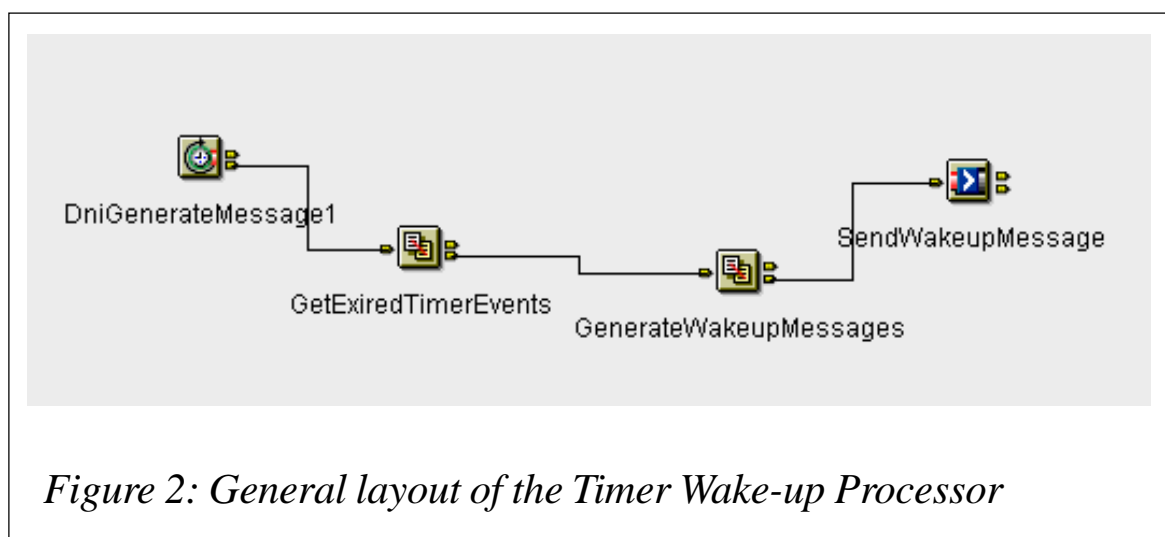 DniGenerateMessage1
SendWakeupMessage
GetExiredTimerEvents
GenerateWakeupMessages
Figure 2: General layout of the Timer Wake-up Processor